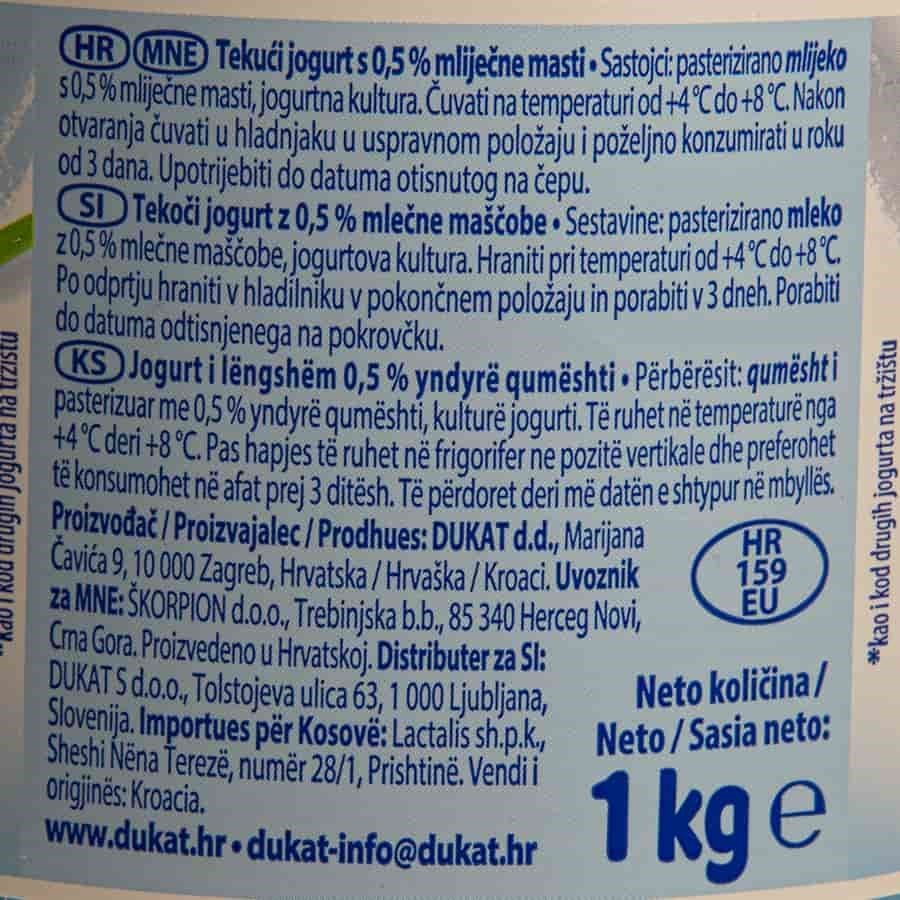 HR MNE Tekući jogurt s 0,5 % mliječne masti • Sastojci: pasterizirano mlijeko
s 0,5 % mliječne masti, jogurtna kultura. Čuvati na temperaturi od +4 °C do +8 °C. Nakon
otvaranja čuvati u hladnjaku u uspravnom položaju i poželjno konzumirati u roku
od 3 dana. Upotrijebiti do datuma otisnutog na čepu.
SI Tekoči jogurt z 0,5 % mlečne maščobe • Sestavine: pasterizirano mleko
z 0,5 % mlečne maščobe, jogurtova kultura. Hraniti pri temperaturi od +4 °C do +8 °C.
Po odprtju hraniti v hladilniku v pokončnem položaju in porabiti v 3 dneh. Porabiti
do datuma odtisnjenega na pokrovčku.
KS Jogurt i lëngshëm 0,5 % yndyrë qumështi • Përbërësit: qumësht i
pasterizuar me 0,5 % yndyrë qumështi, kulturë jogurti. Të ruhet në temperaturë nga
+4 °C deri +8 °C. Pas hapjes të ruhet në frigorifer ne pozitë vertikale dhe preferohet
të konsumohet në afat prej 3 ditësh. Të përdoret deri më datën e shtypur në mbyllës.
Proizvođač / Proizvajalec / Prodhues: DUKAT d.d., Marijana
Čavića 9, 10 000 Zagreb, Hrvatska / Hrvaška / Kroaci. Uvoznik
za MNE: ŠKORPION d.o.o., Trebinjska b.b., 85 340 Herceg Novi,
Crna Gora. Proizvedeno u Hrvatskoj. Distributer za SI:
DUKAT S d.o.o., Tolstojeva ulica 63, 1 000 Ljubljana,
Slovenija. Importues për Kosovë: Lactalis sh.p.k.,
Sheshi Nëna Terezë, numër 28/1, Prishtinë. Vendi i
origjinës: Kroacia.
www.dukat.hr • dukat-info@dukat.hr
HR
159
EU
Neto količina /
Neto / Sasia neto:
1 kg e
*kao i kod drugih jogurta na tržištu
*kao i kod drugih jogurta na tržištu